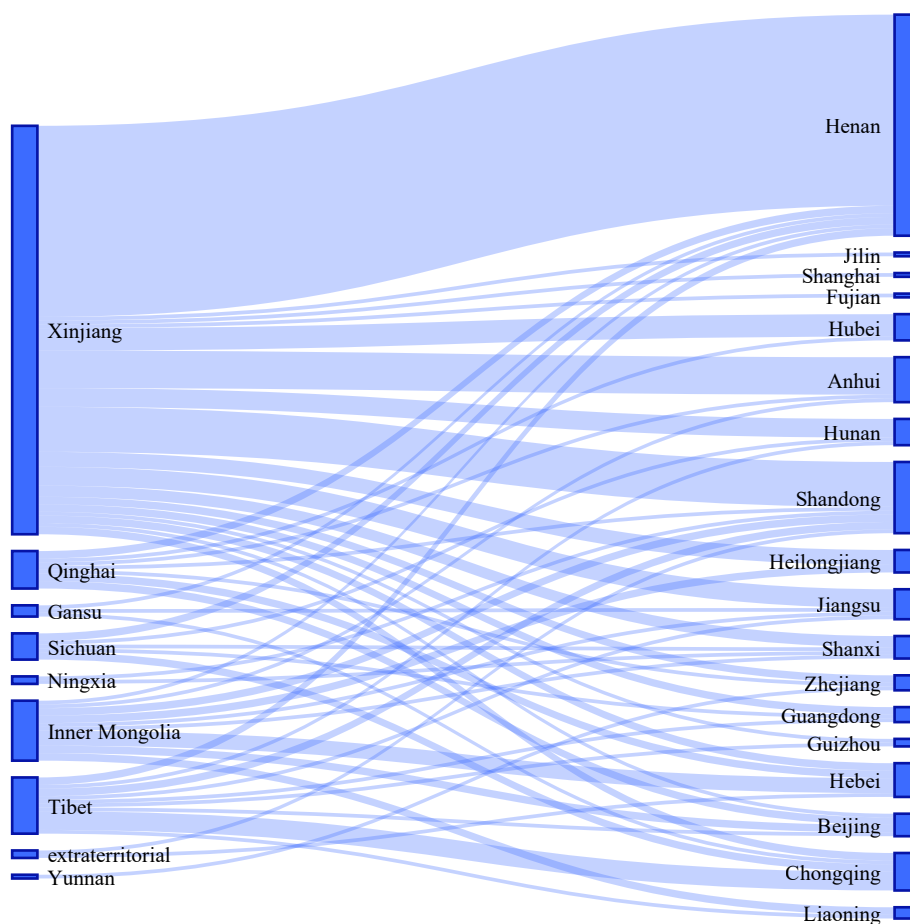 Xinjiang
Qinghai
Gansu
Sichuan
Ningxia
Inner Mongolia
Tibet
extraterritorial
Yunnan
Henan
Jilin
Shanghai
Fujian
Hubei
Anhui
Hunan
Shandong
Heilongjiang
Jiangsu
Shanxi
Zhejiang
Guangdong
Guizhou
Hebei
Beijing
Chongqing
Liaoning